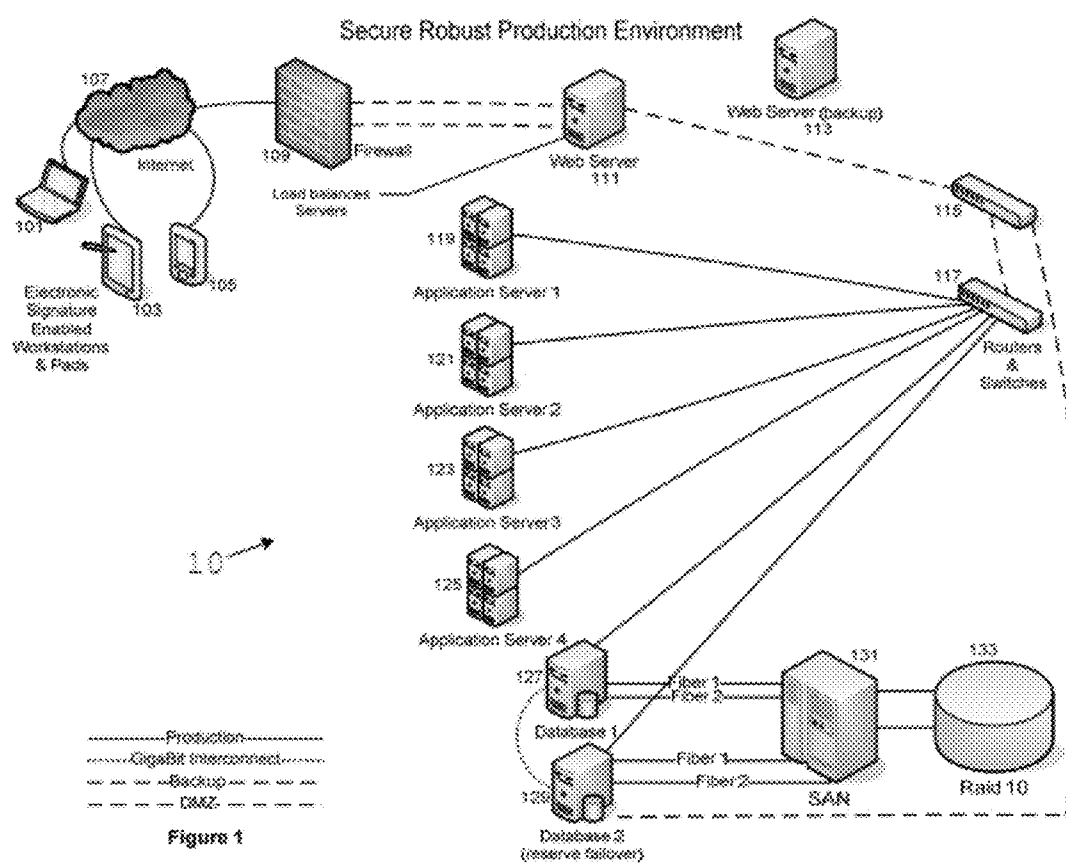 Secure Robust Production Environment
107
Internet
101
103
105
Electronic
Signature
Enabled
Workstations
& Pads
109
Firewall
Load balances
Servers
Web Server
111
Web Server (backup)
113
115
117
Routers
&
Switches
119
Application Server 1
121
Application Server 2
123
Application Server 3
125
Application Server 4
10
127
Database 1
Fiber 1
Fiber 2
129
Database 2
(reserve failover)
Fiber 1
Fiber 2
131
SAN
133
Raid 10
Production
GigaBit Interconnect
Backup
DMZ
Figure 1